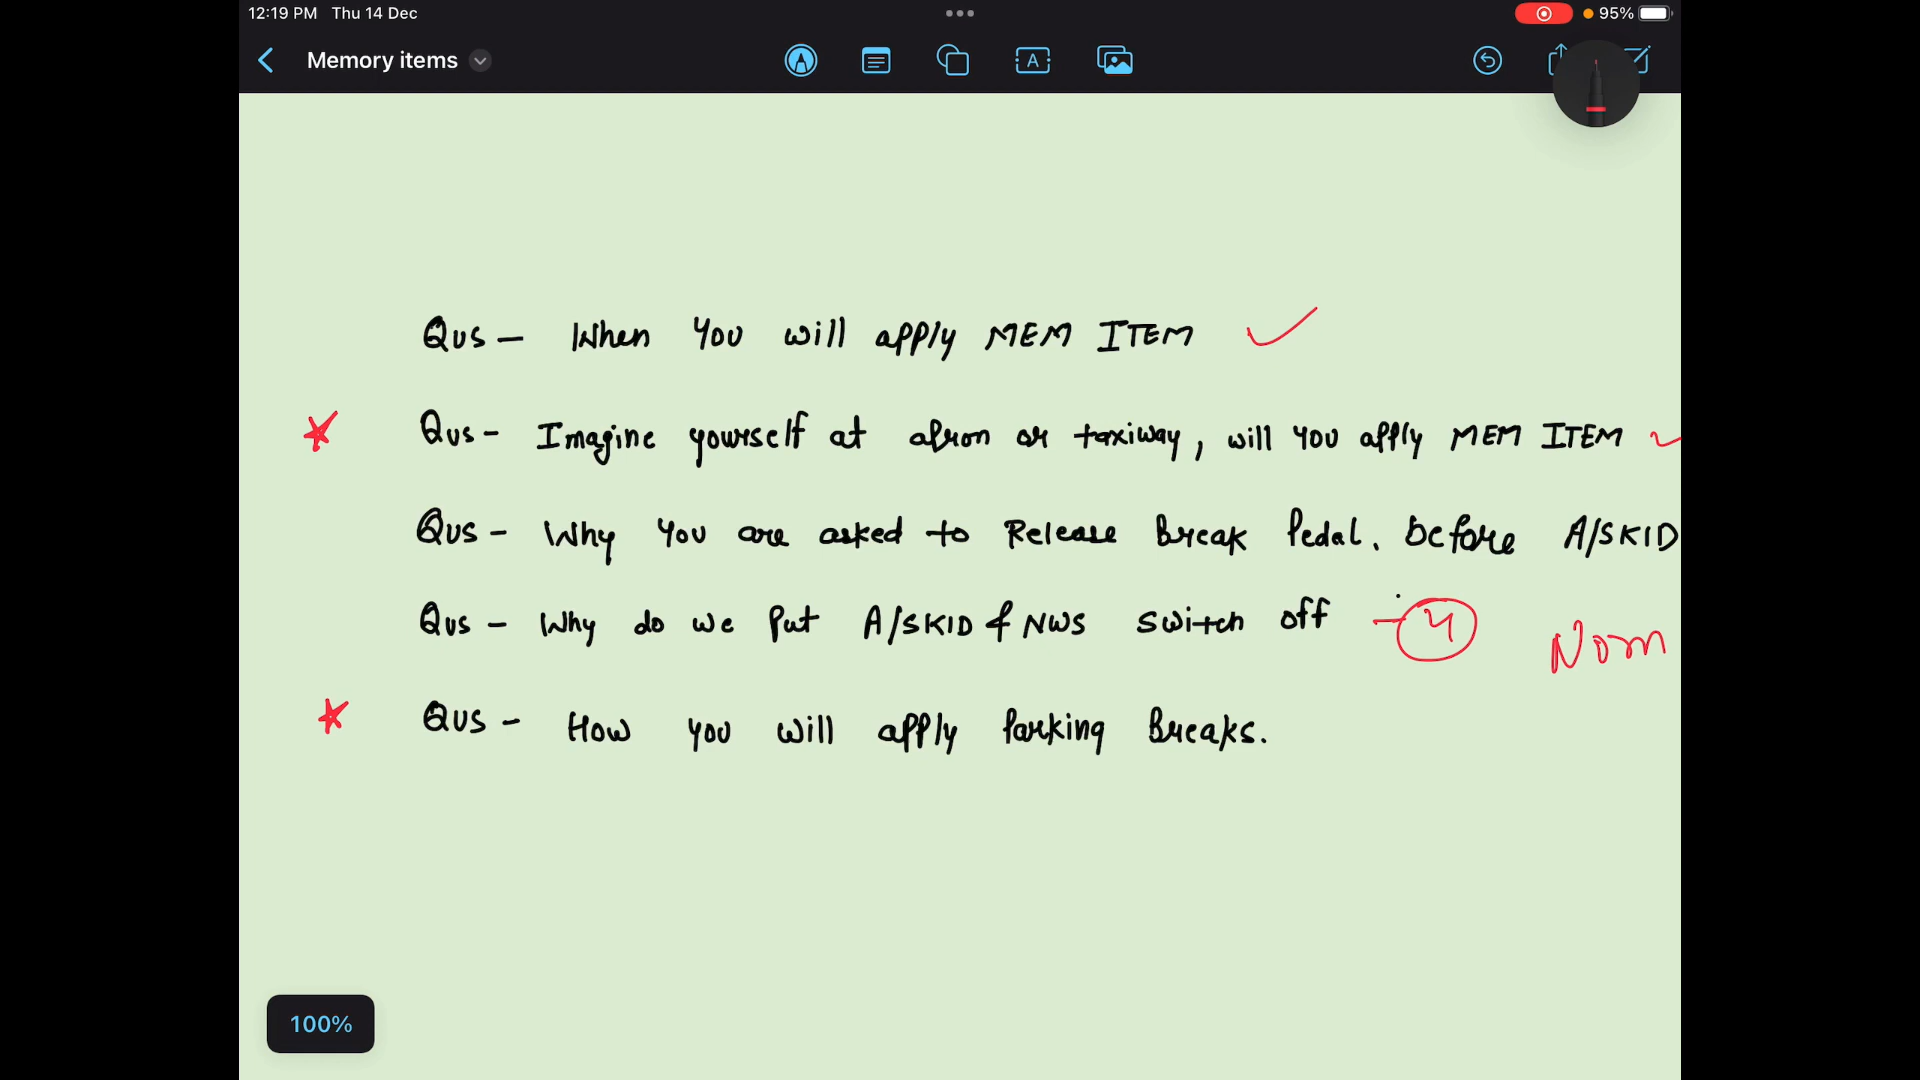 12:19 PM Thu 14 Dec
95%
Memory items
A
Qus - When You will apply MEM ITEM
Qus - Imagine yourself at apron or taxiway, will you apply MEM ITEM
Qus - Why You are asked to Release Break Pedal. Before A/SKID
Qus - Why do we Put A/SKID & NWS switch off - 4
Nom
Qus - How you will apply Parking Breaks.
100%